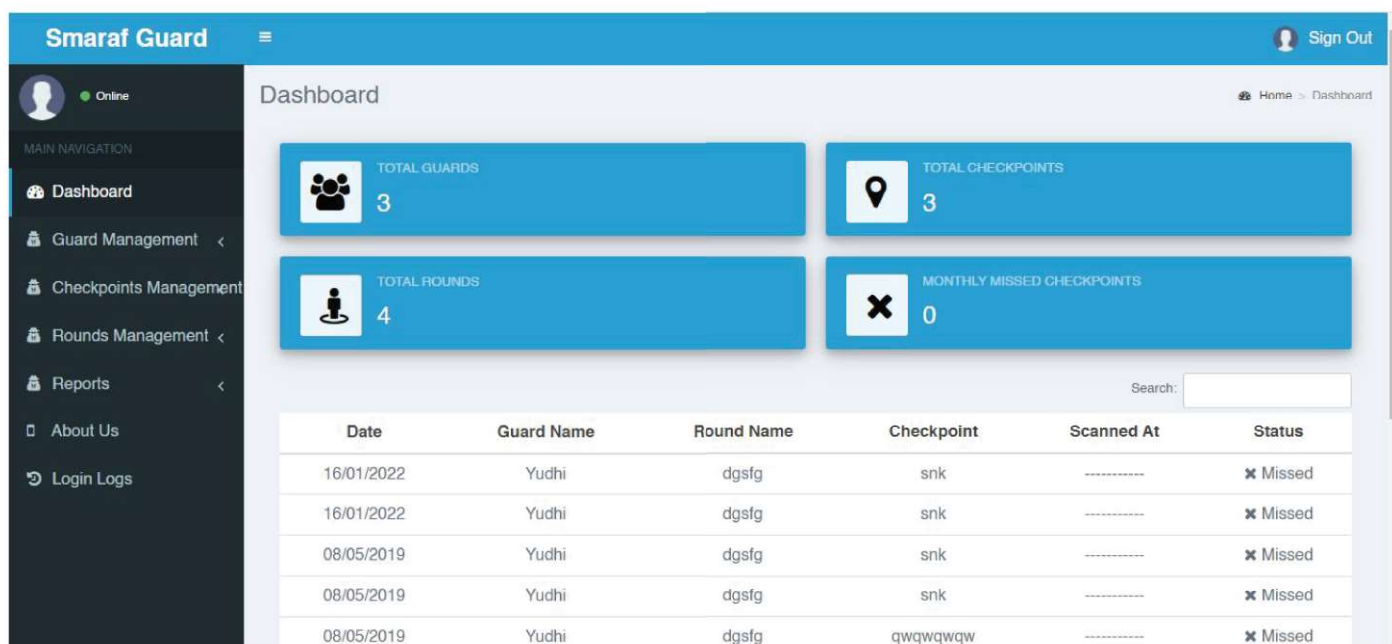 Smaraf Guard
Sign Out
Online
Dashboard
Home > Dashboard
MAIN NAVIGATION
Dashboard
Guard Management
Checkpoints Management
Rounds Management
Reports
About Us
Login Logs
TOTAL GUARDS
3
TOTAL CHECKPOINTS
3
TOTAL ROUNDS
4
MONTHLY MISSED CHECKPOINTS
0
Search:
Date Guard Name Round Name Checkpoint Scanned At Status
16/01/2022 Yudhi dgsfg snk ----------- Missed
16/01/2022 Yudhi dgsfg snk ----------- Missed
08/05/2019 Yudhi dgsfg snk ----------- Missed
08/05/2019 Yudhi dgsfg snk ----------- Missed
08/05/2019 Yudhi dgsfg qwqwqwqw ----------- Missed